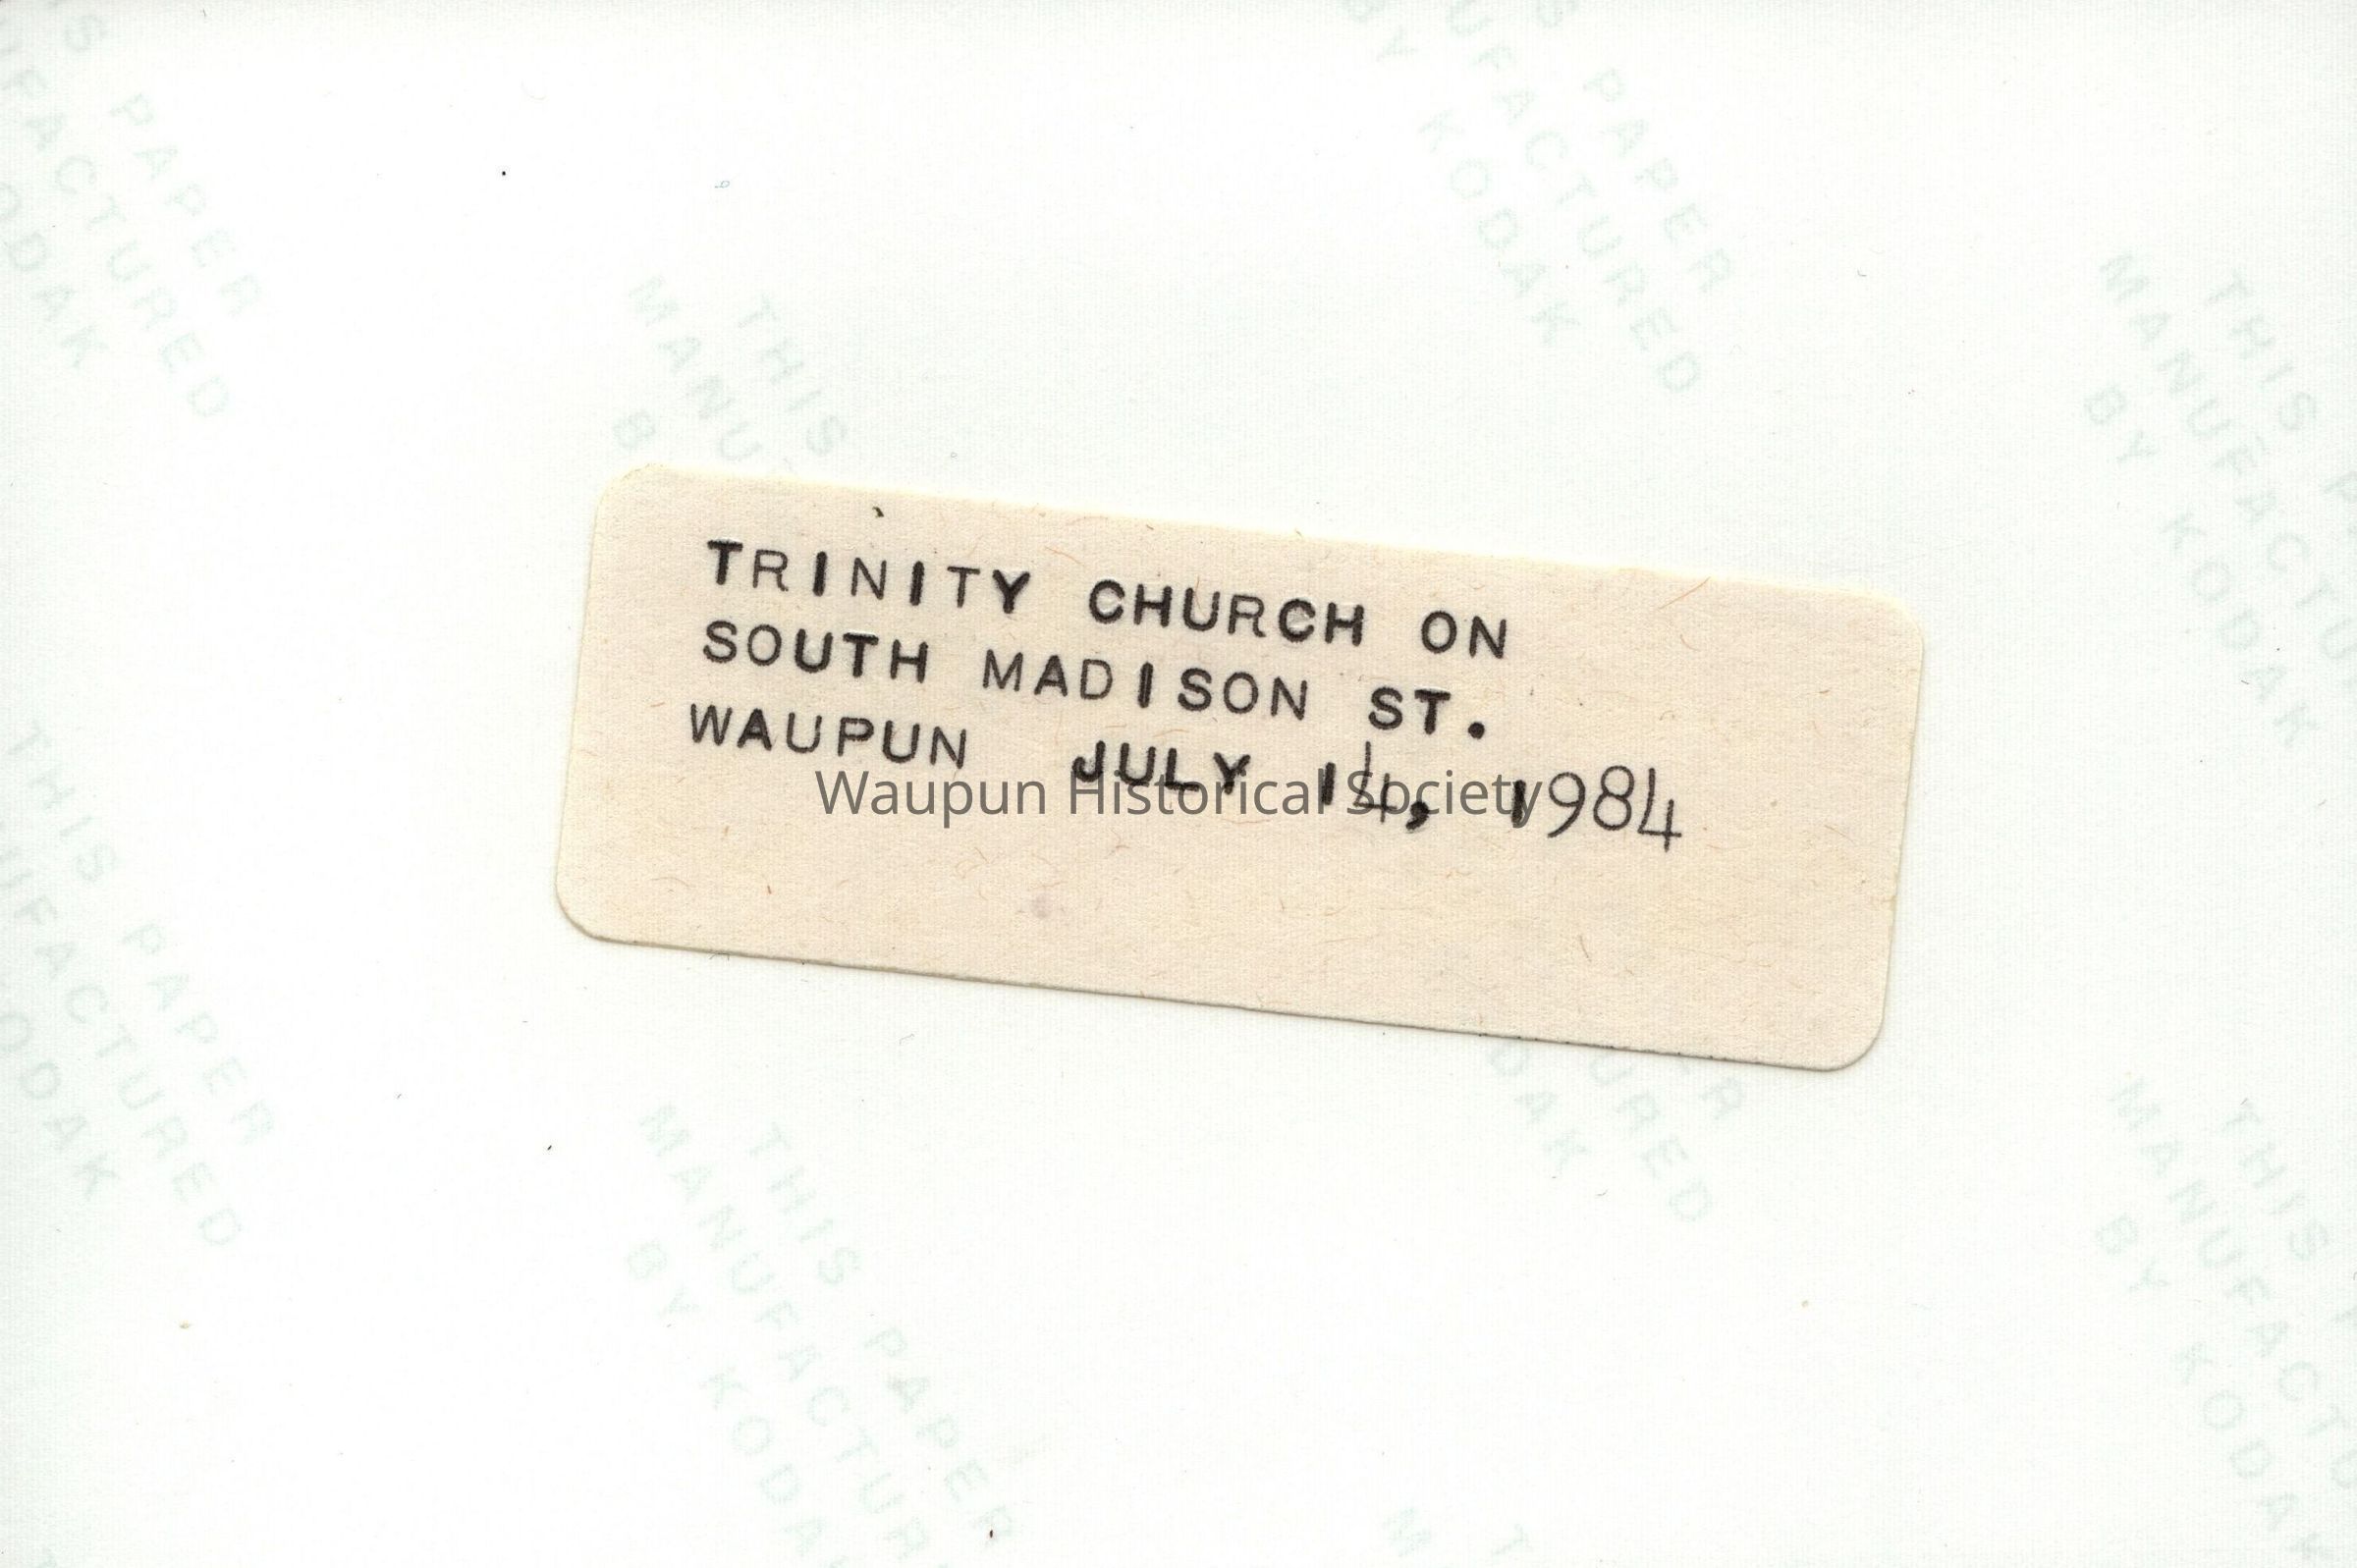 TRINITY CHURCH ON
SOUTH MADISON ST.
WAUPUN JULY 14, 1984
Waupun Historical Society
THIS PAPER
MANUFACTURED
BY KODAK